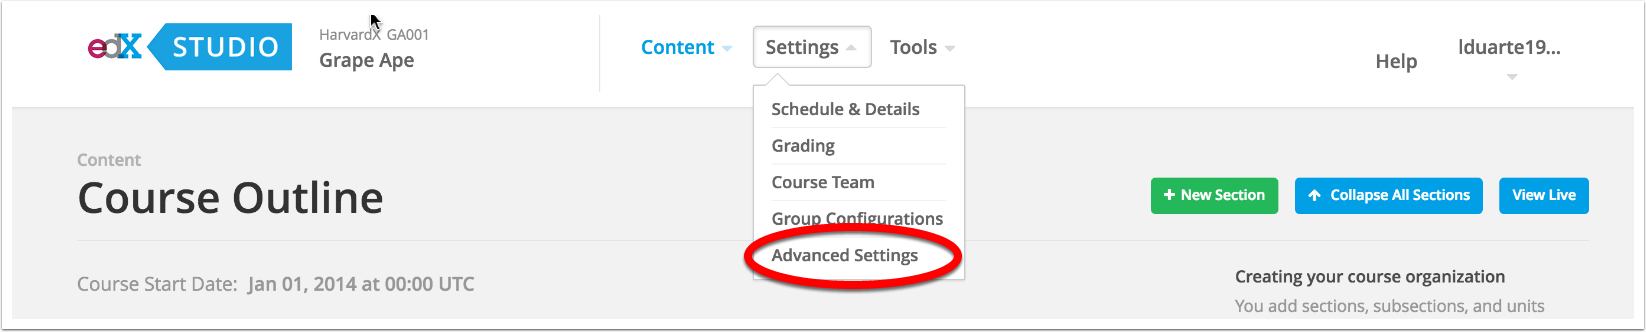 edX STUDIO
HarvardX GA001
Grape Ape
Content
Settings
Tools
Help
lduarte19...
Schedule & Details
Grading
Course Team
Group Configurations
Advanced Settings
Content
Course Outline
+ New Section
Collapse All Sections
View Live
Course Start Date: Jan 01, 2014 at 00:00 UTC
Creating your course organization
You add sections, subsections, and units